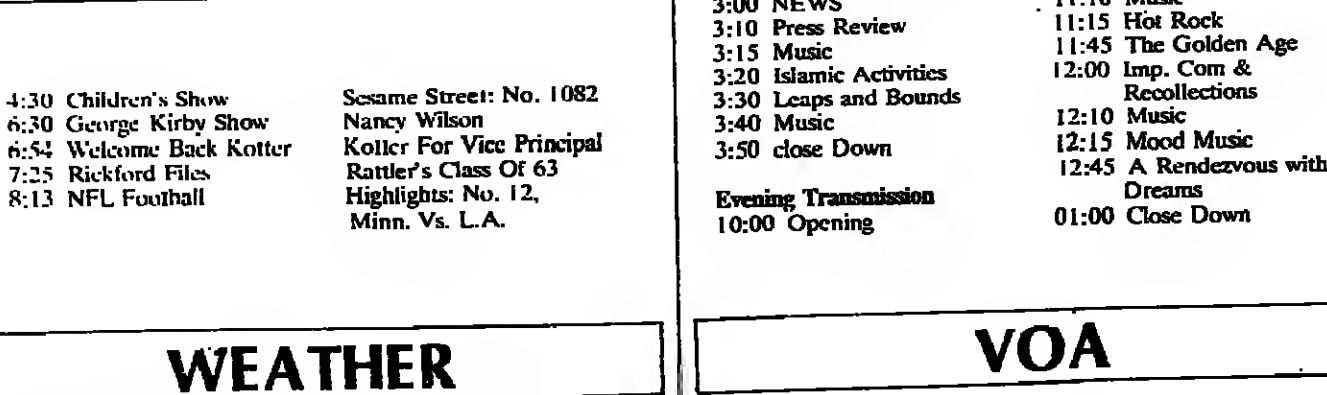 4:30 Children's Show Sesame Street: No. 1082
6:30 George Kirby Show Nancy Wilson
6:54 Welcome Back Kotter Koller For Vice Principal
7:25 Rickford Files Rattler's Class Of 63
8:13 NFL Foothall Highlights: No. 12,
Minn. Vs. L.A.
WEATHER
3:00 NEWS
3:10 Press Review
3:15 Music
3:20 Islamic Activities
3:30 Leaps and Bounds
3:40 Music
3:50 close Down
Evening Transmission
10:00 Opening
11:10 Music
11:15 Hot Rock
11:45 The Golden Age
12:00 Imp. Com &
Recollections
12:10 Music
12:15 Mood Music
12:45 A Rendezvous with
Dreams
01:00 Close Down
VOA